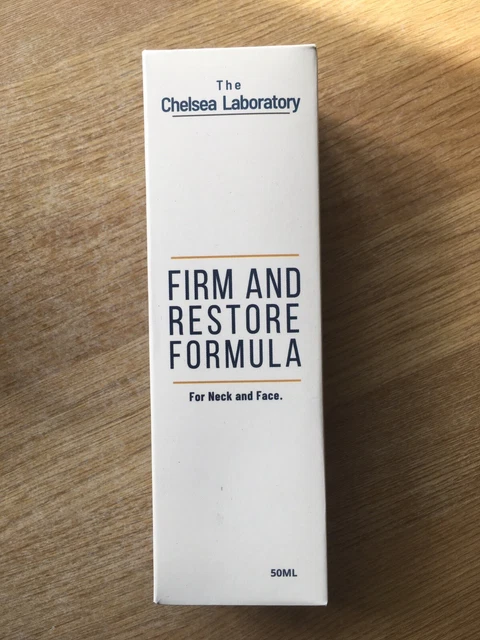 The
Chelsea Laboratory
FIRM AND
RESTORE
FORMULA
For Neck and Face.
50ML